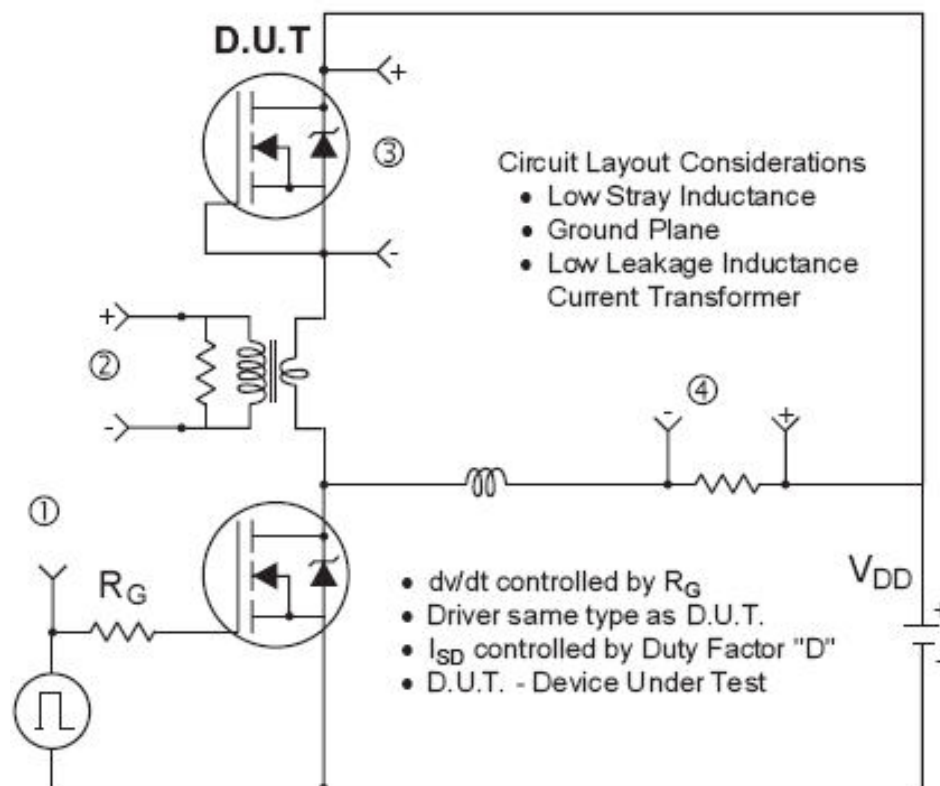 D.U.T
+
③
-
Circuit Layout Considerations
• Low Stray Inductance
• Ground Plane
• Low Leakage Inductance
Current Transformer
+
②
-
④
-
+
①
R_G
V_DD
• dv/dt controlled by R_G
• Driver same type as D.U.T.
• I_SD controlled by Duty Factor "D"
• D.U.T. - Device Under Test